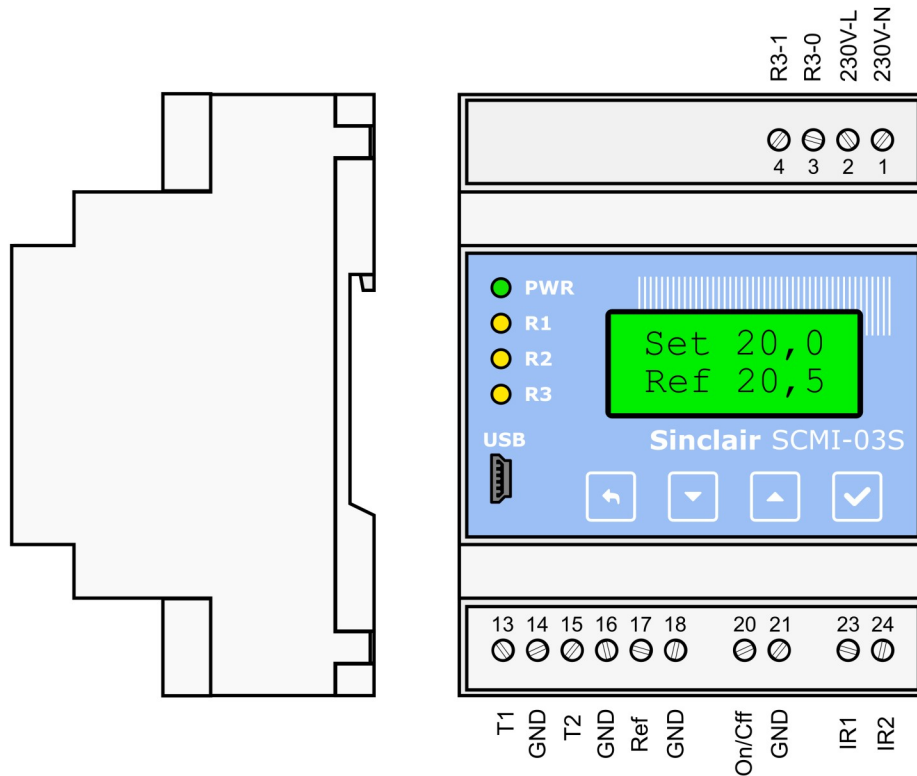 R3-1
R3-0
230V-L
230V-N
4 3 2 1
PWR
R1
R2
R3
Set 20,0
Ref 20,5
USB
Sinclair SCMI-03S
13 14 15 16 17 18 20 21 23 24
T1
GND
T2
GND
Ref
GND
On/Cff
GND
IR1
IR2